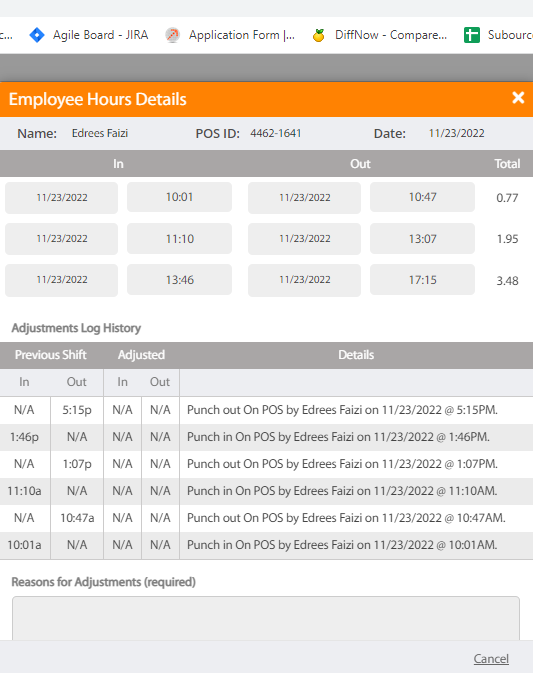 c... Agile Board - JIRA Application Form |... DiffNow - Compare... Subourc
Employee Hours Details ×
Name: Edrees Faizi POS ID: 4462-1641 Date: 11/23/2022
In Out Total
11/23/2022 10:01 11/23/2022 10:47 0.77
11/23/2022 11:10 11/23/2022 13:07 1.95
11/23/2022 13:46 11/23/2022 17:15 3.48
Adjustments Log History
Previous Shift Adjusted Details
In Out In Out
N/A 5:15p N/A N/A Punch out On POS by Edrees Faizi on 11/23/2022 @ 5:15PM.
1:46p N/A N/A N/A Punch in On POS by Edrees Faizi on 11/23/2022 @ 1:46PM.
N/A 1:07p N/A N/A Punch out On POS by Edrees Faizi on 11/23/2022 @ 1:07PM.
11:10a N/A N/A N/A Punch in On POS by Edrees Faizi on 11/23/2022 @ 11:10AM.
N/A 10:47a N/A N/A Punch out On POS by Edrees Faizi on 11/23/2022 @ 10:47AM.
10:01a N/A N/A N/A Punch in On POS by Edrees Faizi on 11/23/2022 @ 10:01AM.
Reasons for Adjustments (required)
Cancel